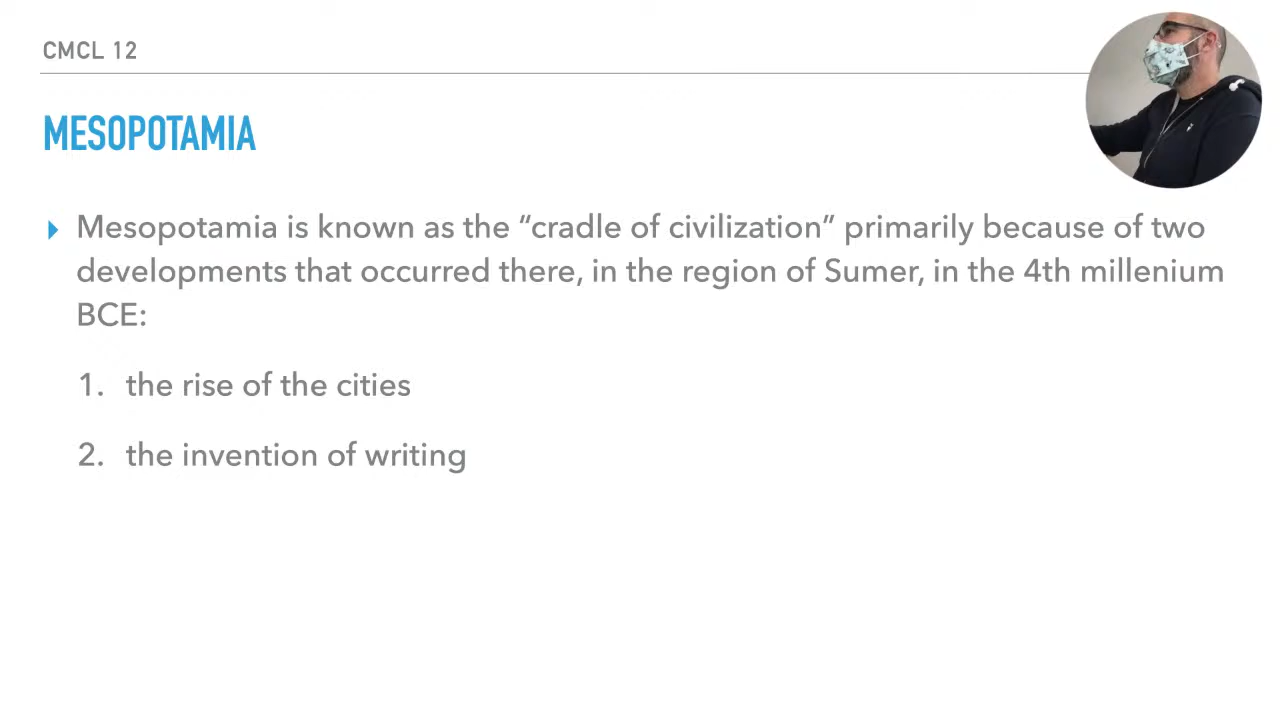 CMCL 12
MESOPOTAMIA
Mesopotamia is known as the “cradle of civilization” primarily because of two
developments that occurred there, in the region of Sumer, in the 4th millenium
BCE:
1. the rise of the cities
2. the invention of writing